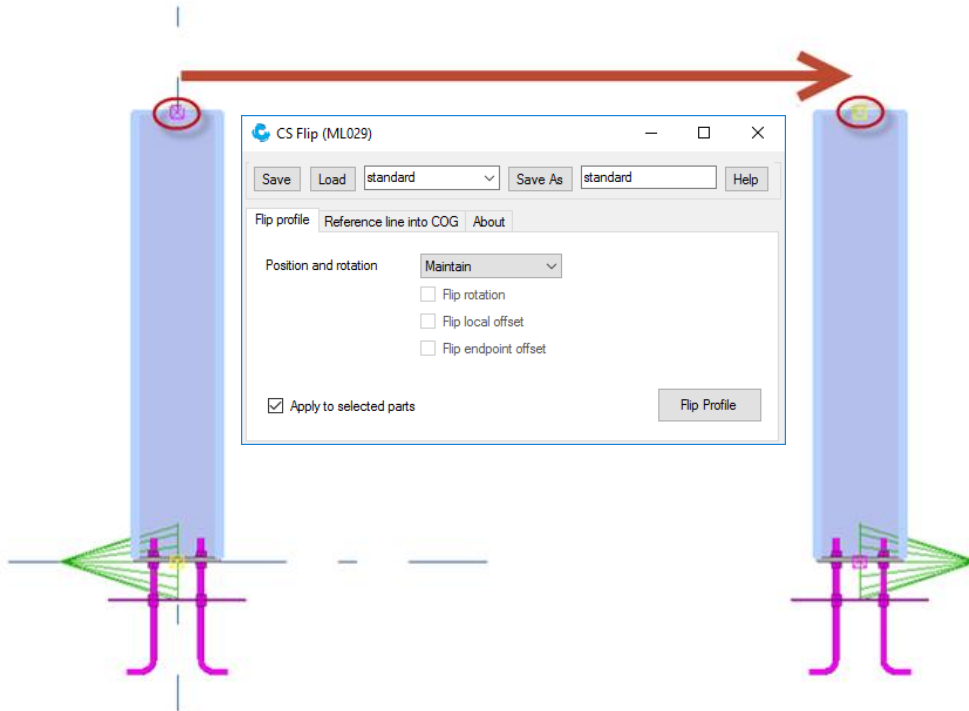 CS Flip (ML029)
Save Load standard Save As standard Help
Flip profile Reference line into COG About
Position and rotation Maintain
Flip rotation
Flip local offset
Flip endpoint offset
Apply to selected parts Flip Profile